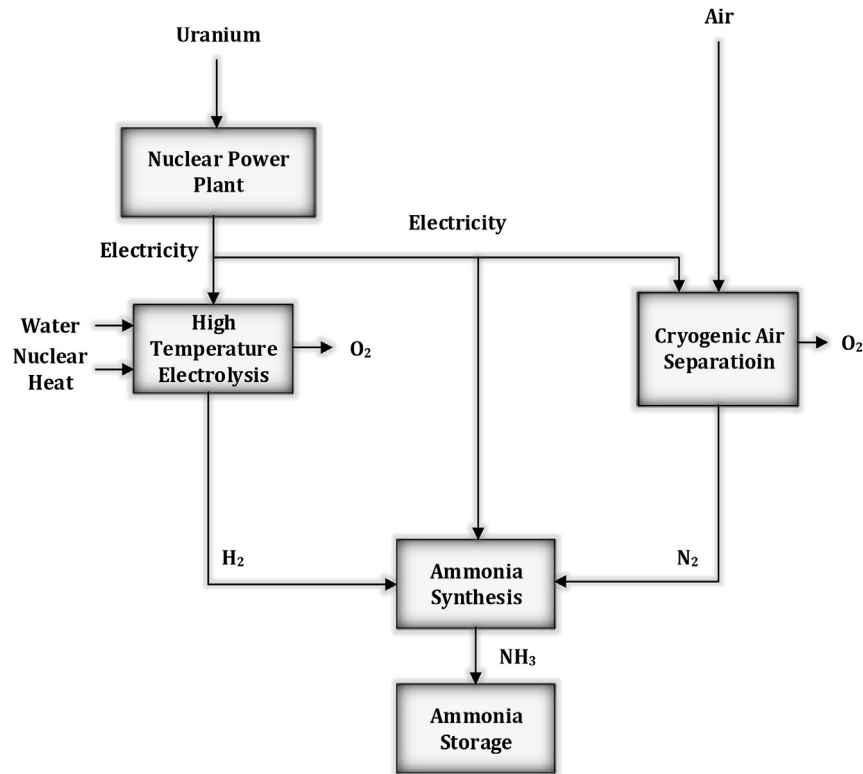 Air
Uranium
Nuclear Power
Plant
Electricity
Electricity
High
Temperature
Electrolysis
Water
Nuclear
Heat
O₂
Cryogenic Air
Separatioin
O₂
H₂
N₂
Ammonia
Synthesis
NH₃
Ammonia
Storage